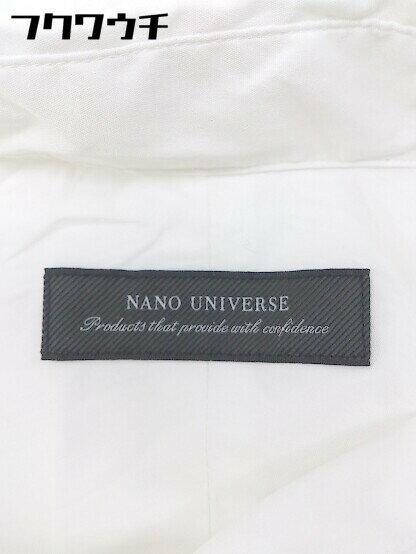 フクワウチ
NANO UNIVERSE
Products that provide with confidence